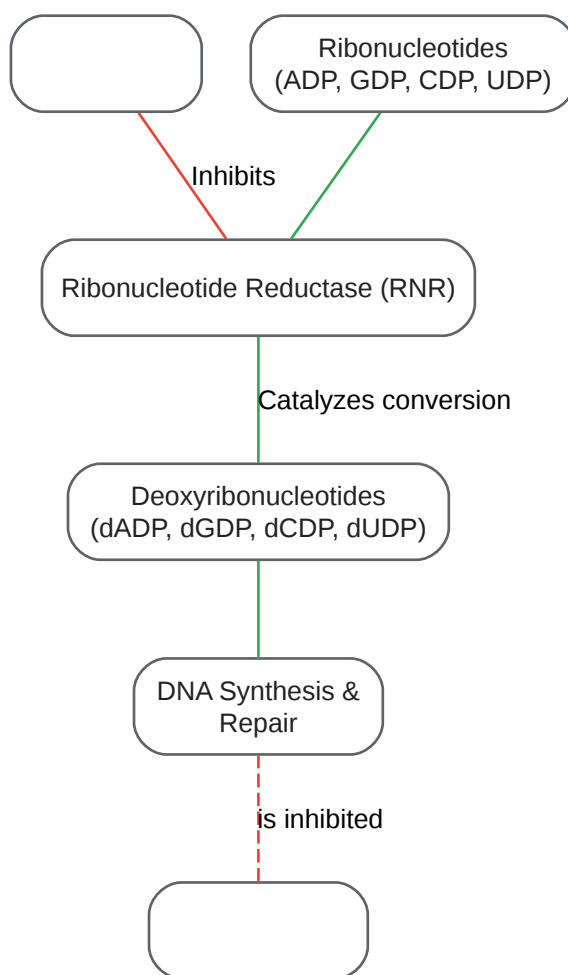 Ribonucleotides
(ADP, GDP, CDP, UDP)
Inhibits
Ribonucleotide Reductase (RNR)
Catalyzes conversion
Deoxyribonucleotides
(dADP, dGDP, dCDP, dUDP)
DNA Synthesis &
Repair
is inhibited